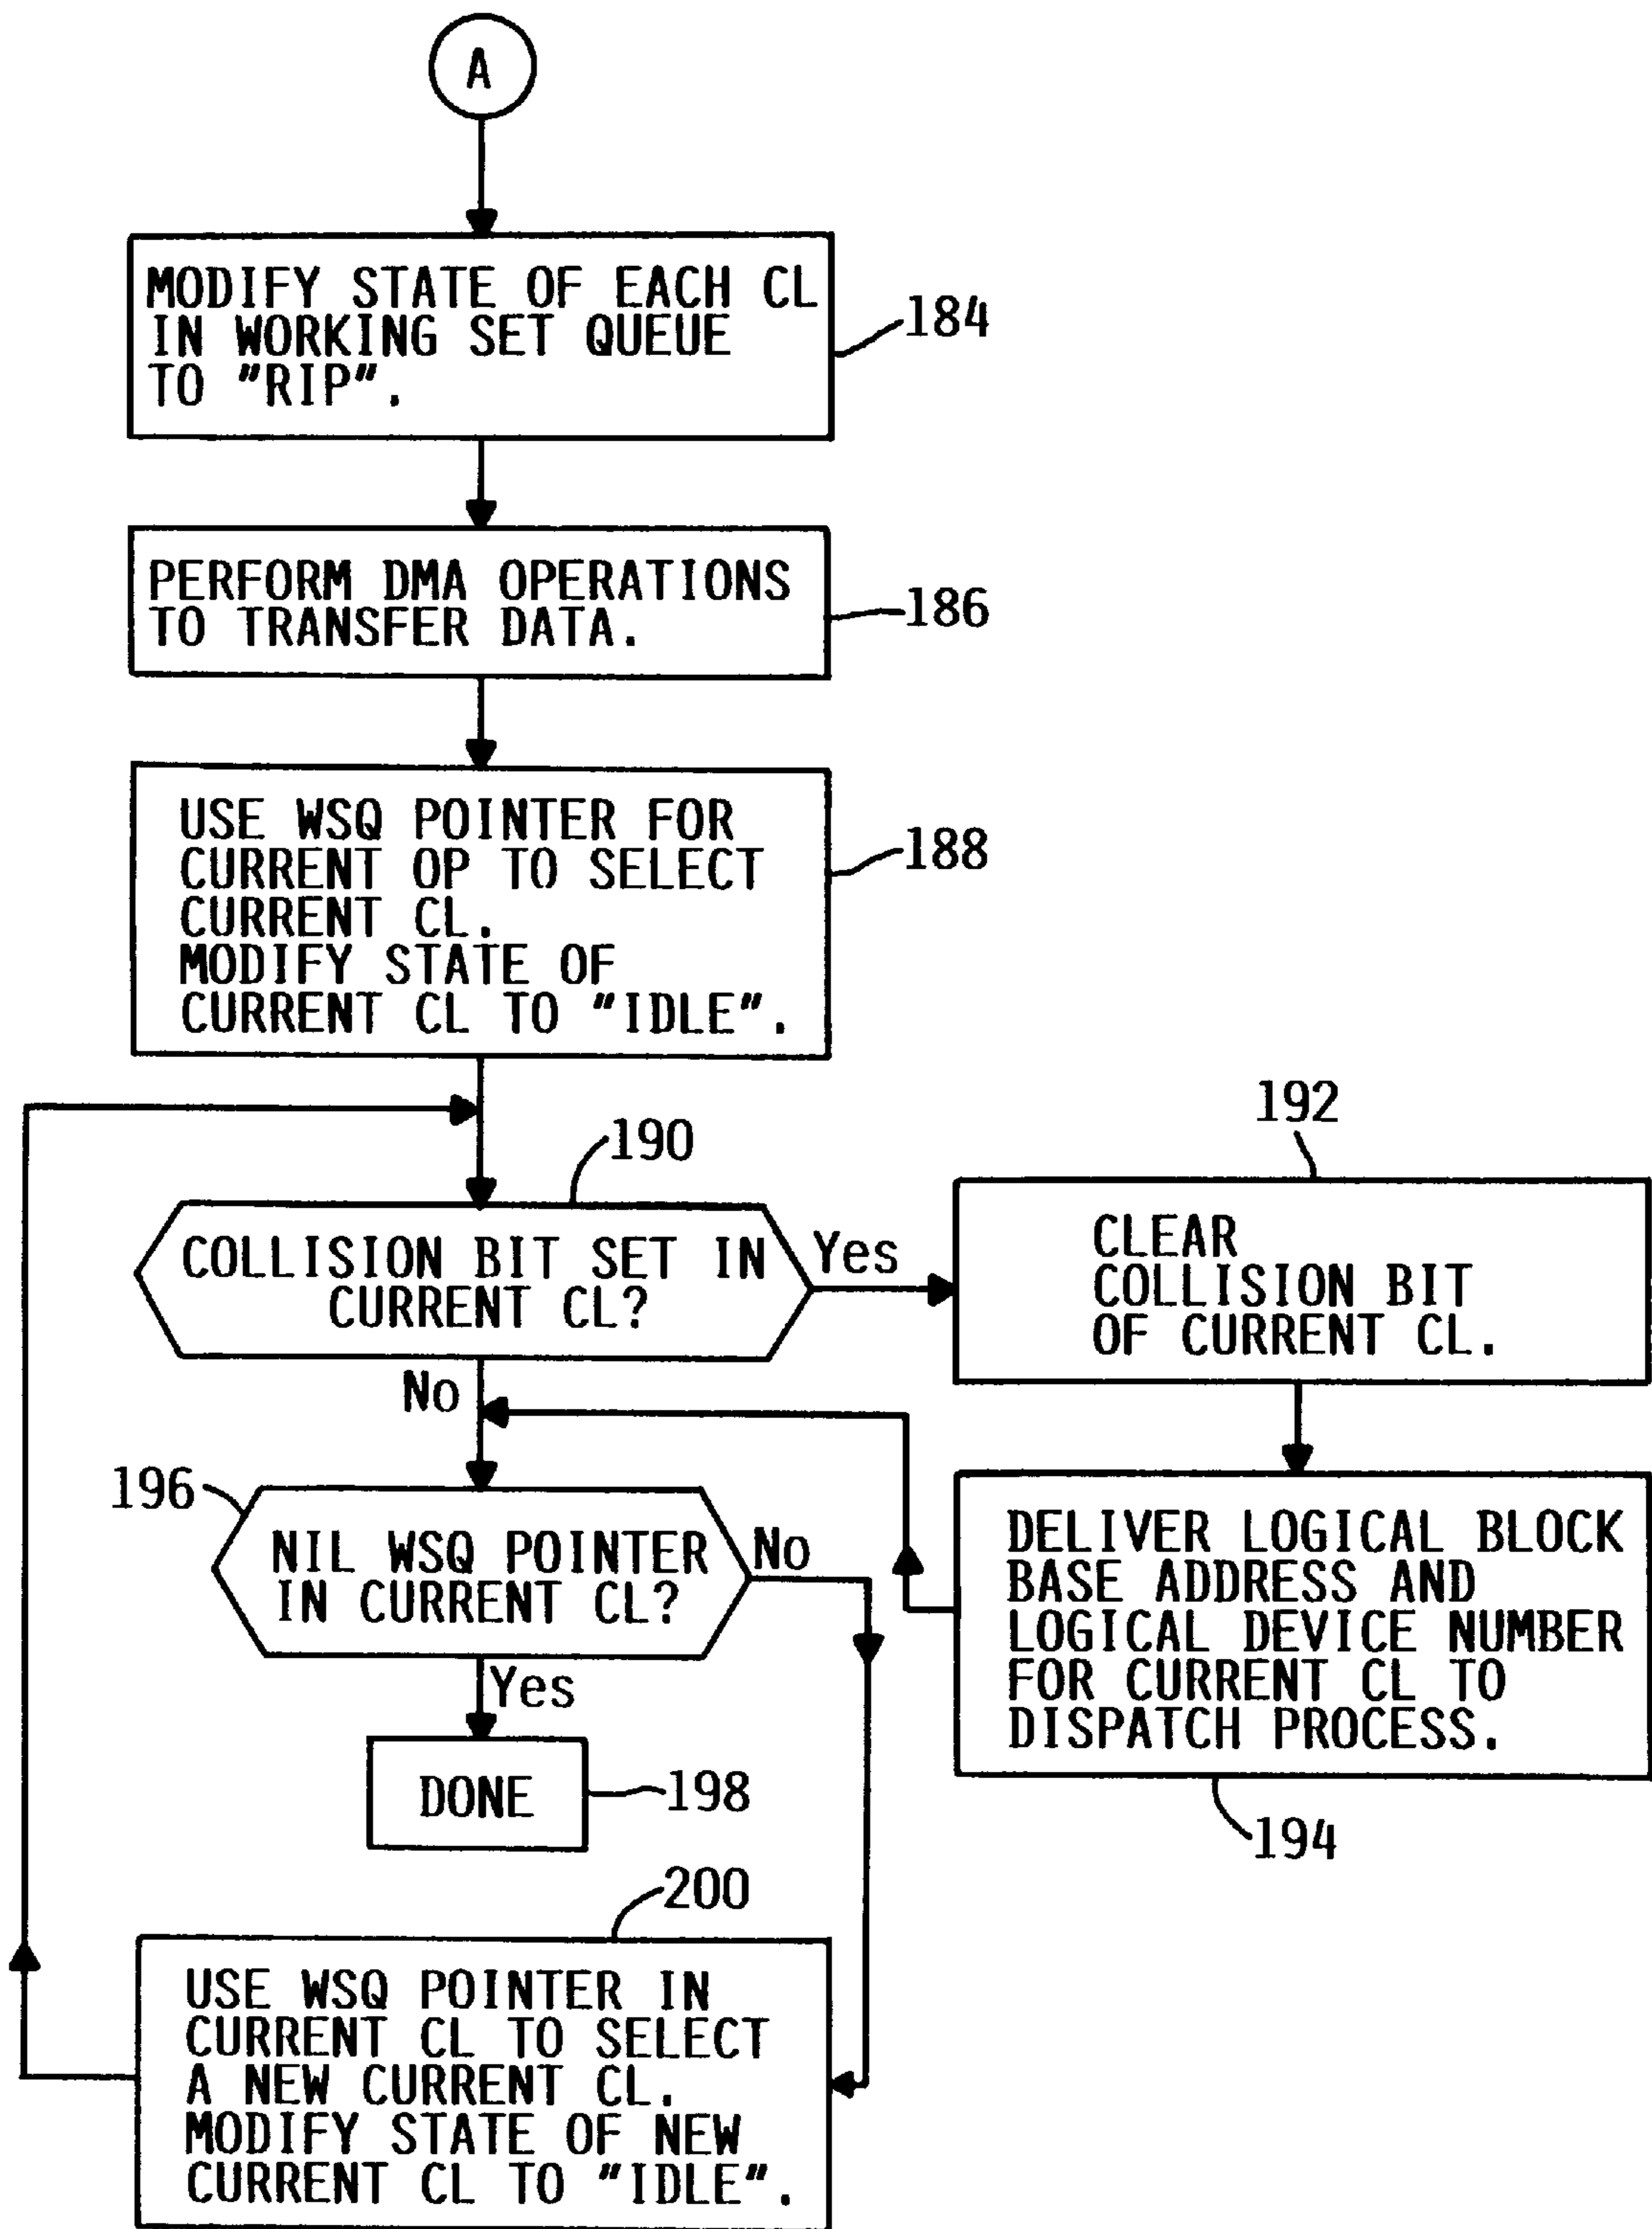 A
MODIFY STATE OF EACH CL
IN WORKING SET QUEUE
TO "RIP".
184
PERFORM DMA OPERATIONS
TO TRANSFER DATA.
186
USE WSQ POINTER FOR
CURRENT OP TO SELECT
CURRENT CL.
MODIFY STATE OF
CURRENT CL TO "IDLE".
188
190
COLLISION BIT SET IN
CURRENT CL?
Yes
No
192
CLEAR
COLLISION BIT
OF CURRENT CL.
DELIVER LOGICAL BLOCK
BASE ADDRESS AND
LOGICAL DEVICE NUMBER
FOR CURRENT CL TO
DISPATCH PROCESS.
194
196
NIL WSQ POINTER
IN CURRENT CL?
No
Yes
DONE
198
200
USE WSQ POINTER IN
CURRENT CL TO SELECT
A NEW CURRENT CL.
MODIFY STATE OF NEW
CURRENT CL TO "IDLE".